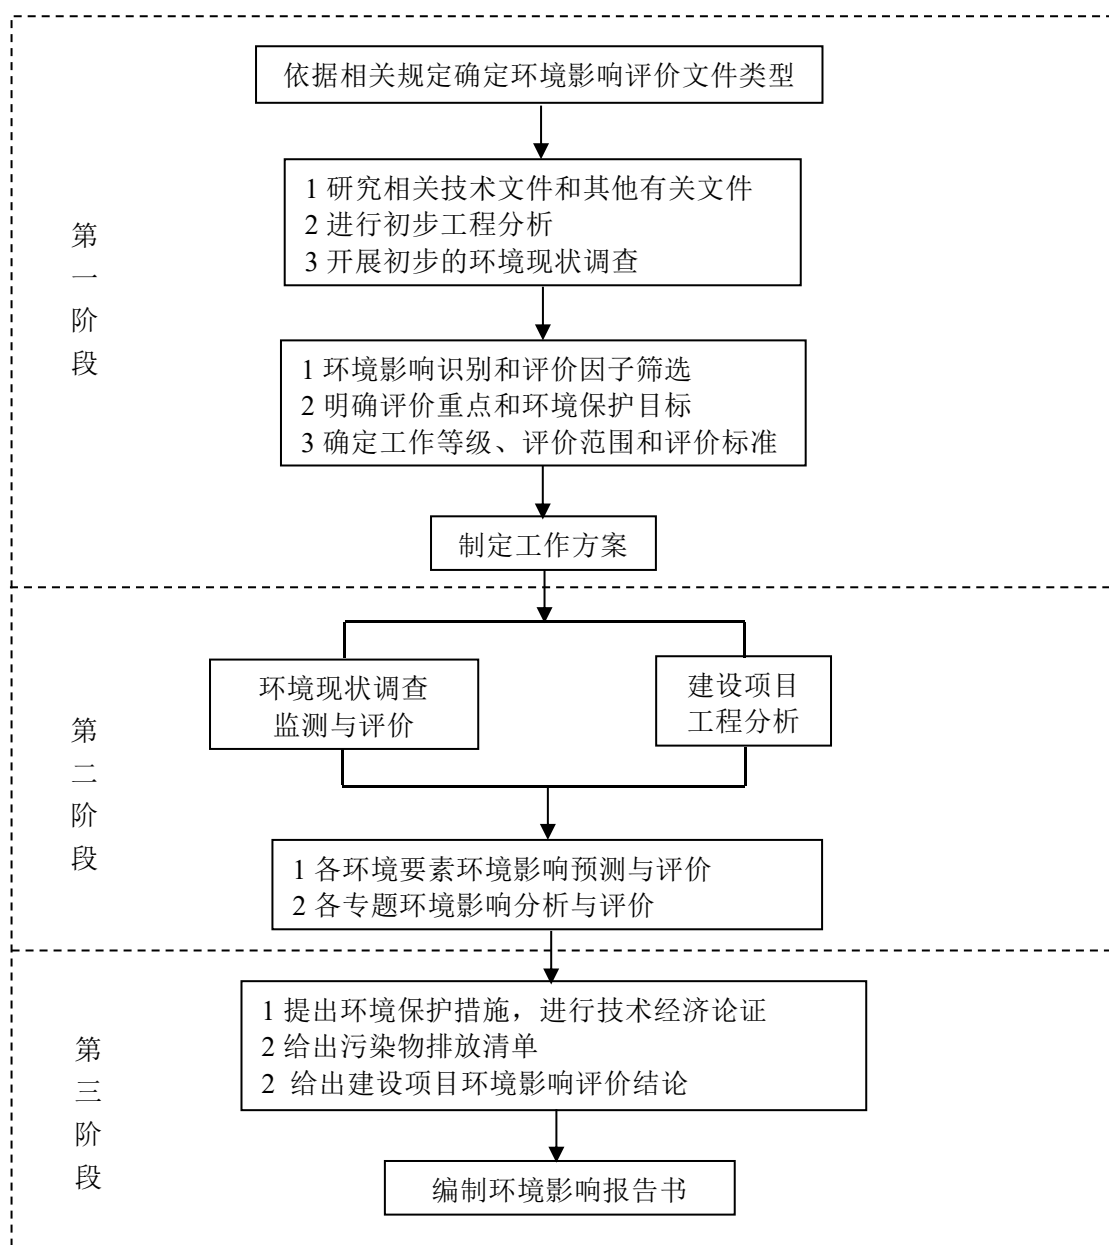 依据相关规定确定环境影响评价文件类型
1 研究相关技术文件和其他有关文件
2 进行初步工程分析
3 开展初步的环境现状调查
第一阶段
1 环境影响识别和评价因子筛选
2 明确评价重点和环境保护目标
3 确定工作等级、评价范围和评价标准
制定工作方案
环境现状调查
监测与评价
建设项目
工程分析
第二阶段
1 各环境要素环境影响预测与评价
2 各专题环境影响分析与评价
1 提出环境保护措施，进行技术经济论证
2 给出污染物排放清单
2 给出建设项目环境影响评价结论
第三阶段
编制环境影响报告书